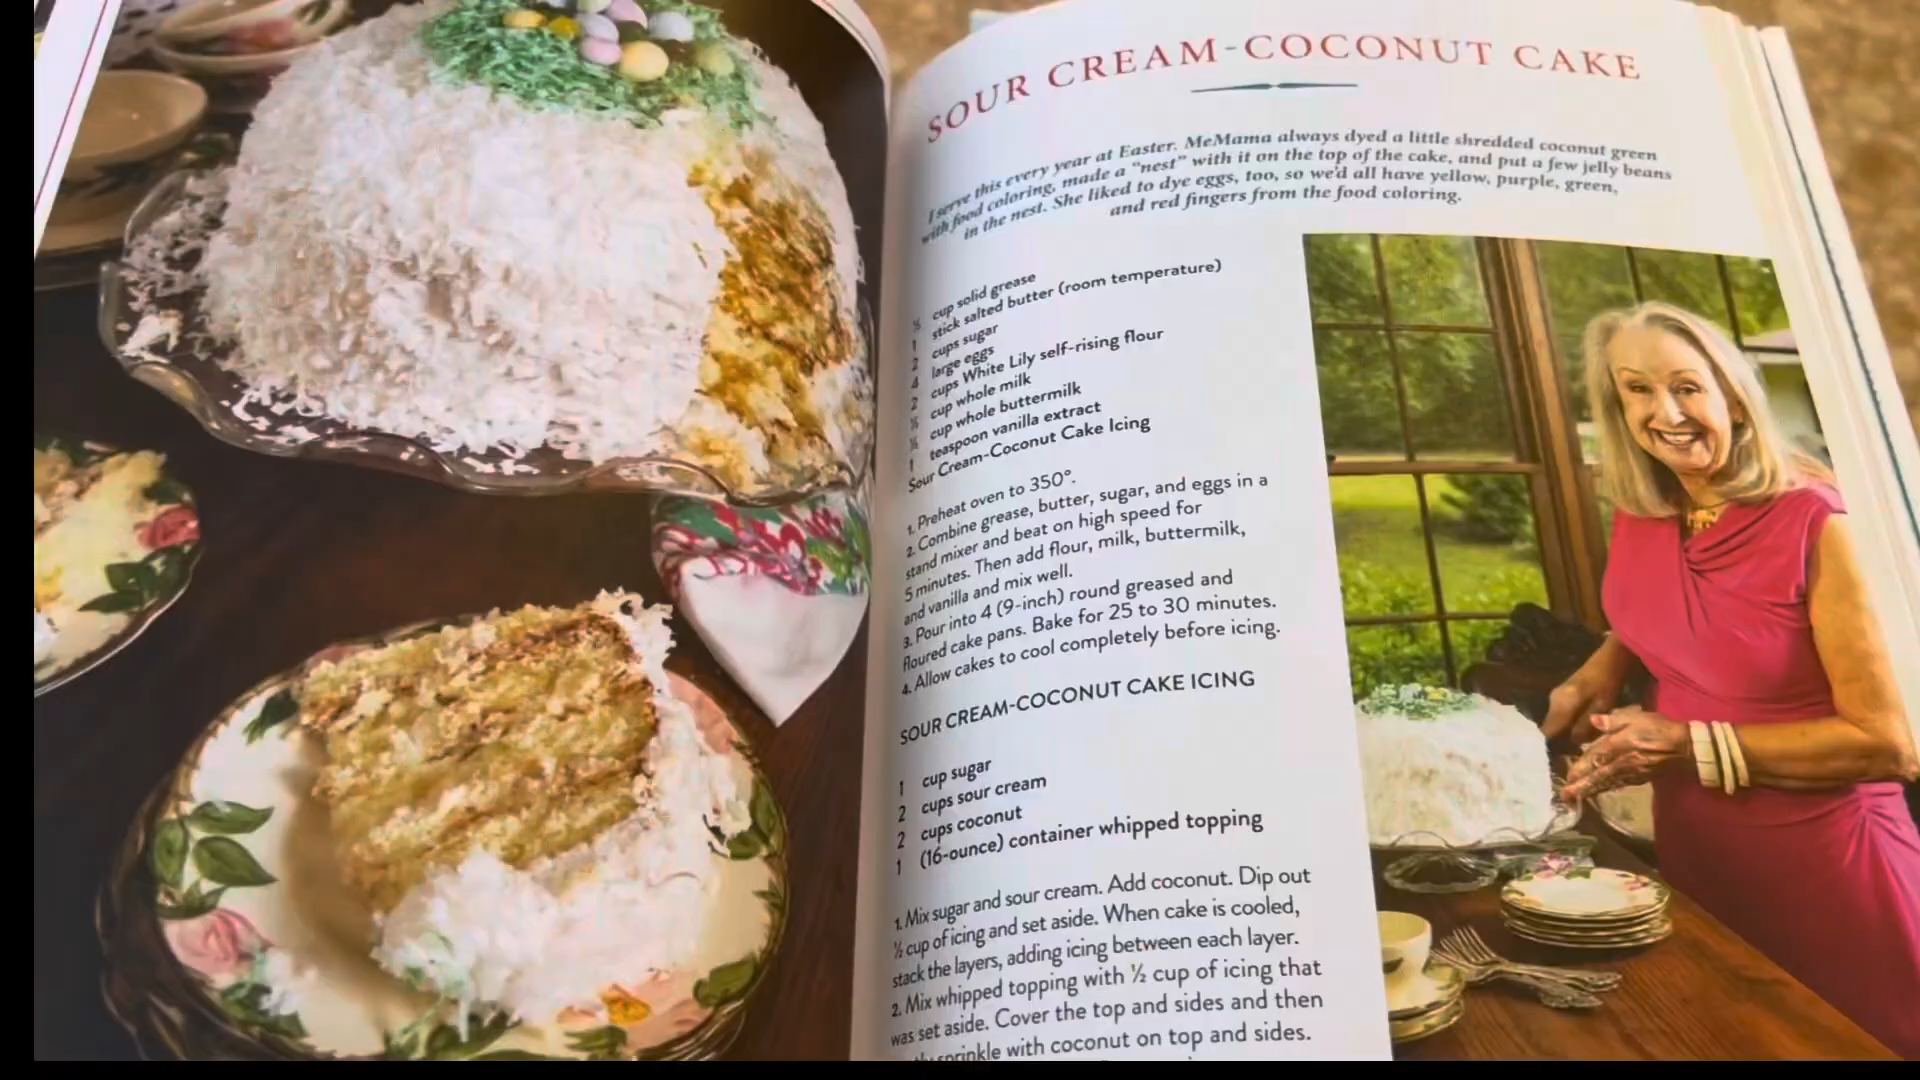 SOUR CREAM-COCONUT CAKE
I serve this every year at Easter. MeMama always dyed a little shredded coconut green
with food coloring, made a "nest" with it on the top of the cake, and put a few jelly beans
in the nest. She liked to dye eggs, too, so we'd all have yellow, purple, green,
and red fingers from the food coloring.
cup solid grease
1 stick salted butter (room temperature)
2 cups sugar
4 large eggs
2 cups White Lily self-rising flour
cup whole milk
cup whole buttermilk
1 teaspoon vanilla extract
Sour Cream-Coconut Cake Icing
1. Preheat oven to 350°.
2. Combine grease, butter, sugar, and eggs in a
stand mixer and beat on high speed for
5 minutes. Then add flour, milk, buttermilk,
and vanilla and mix well.
3. Pour into 4 (9-inch) round greased and
floured cake pans. Bake for 25 to 30 minutes.
4. Allow cakes to cool completely before icing.
SOUR CREAM-COCONUT CAKE ICING
1 cup sugar
2 cups sour cream
2 cups coconut
1 (16-ounce) container whipped topping
1. Mix sugar and sour cream. Add coconut. Dip out
½ cup of icing and set aside. When cake is cooled,
stack the layers, adding icing between each layer.
2. Mix whipped topping with ½ cup of icing that
was set aside. Cover the top and sides and then
sprinkle with coconut on top and sides.